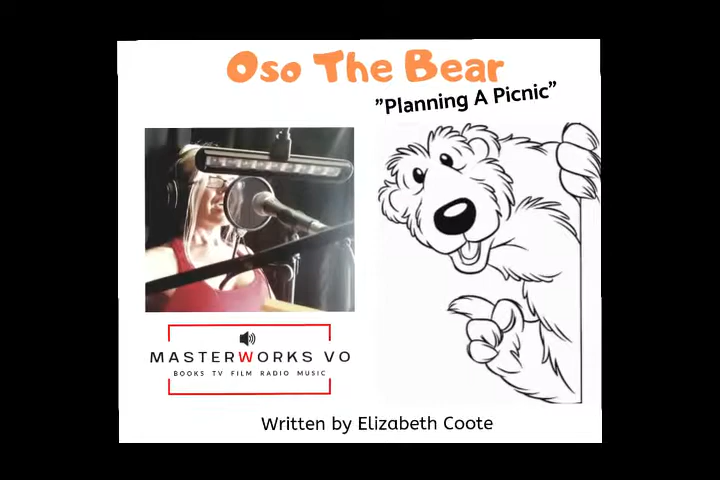 Oso The Bear
"Planning A Picnic"
MASTERWORKS VO
BOOKS TV FILM RADIO MUSIC
Written by Elizabeth Coote